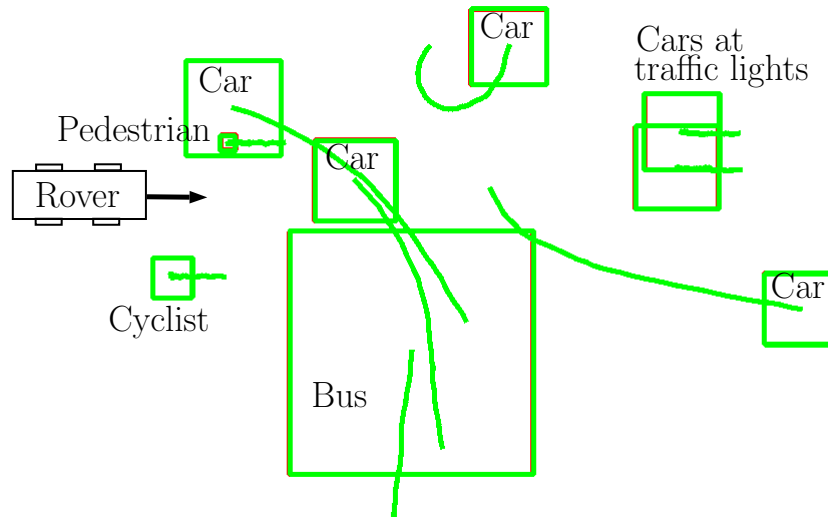 Car
Cars at
traffic lights
Car
Pedestrian
Car
Rover
Car
Cyclist
Bus